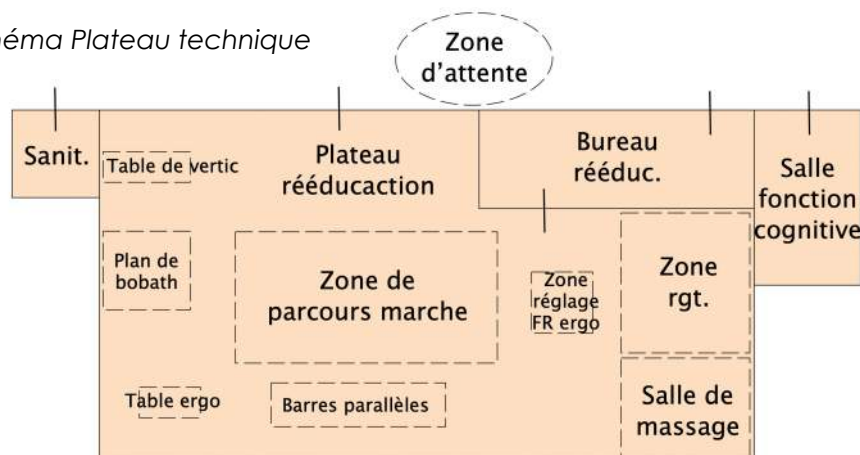 néma Plateau technique
Zone
d'attente
Sanit.
Table de vertic
Plateau
rééducaction
Bureau
rééduc.
Salle
fonction
cognitive
Plan de
bobath
Zone de
parcours marche
Zone
réglage
FR ergo
Zone
rgt.
Table ergo
Barres parallèles
Salle de
massage